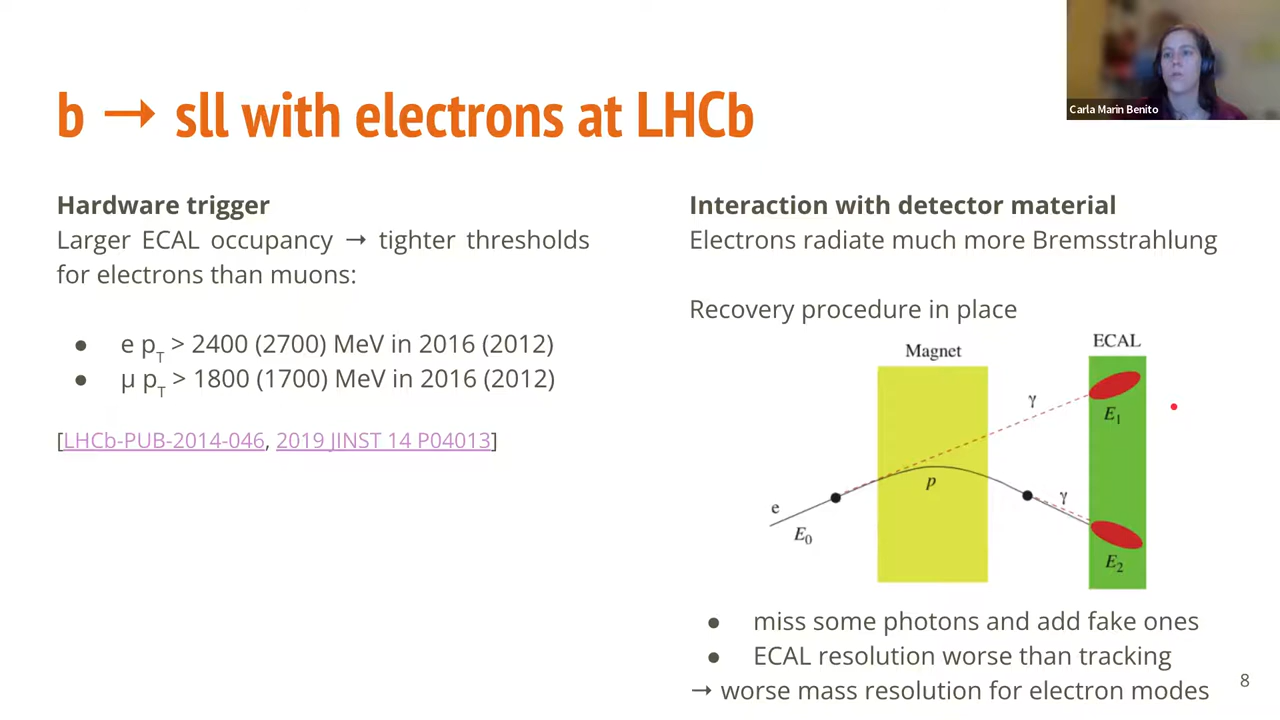 Carla Marin Benito
b → sll with electrons at LHCb
Hardware trigger
Larger ECAL occupancy → tighter thresholds
for electrons than muons:
● e pT > 2400 (2700) MeV in 2016 (2012)
● μ pT > 1800 (1700) MeV in 2016 (2012)
[LHCb-PUB-2014-046, 2019 JINST 14 P04013]
Interaction with detector material
Electrons radiate much more Bremsstrahlung
Recovery procedure in place
Magnet
ECAL
γ
E1
p
e
E0
γ
E2
● miss some photons and add fake ones
● ECAL resolution worse than tracking
→ worse mass resolution for electron modes
8